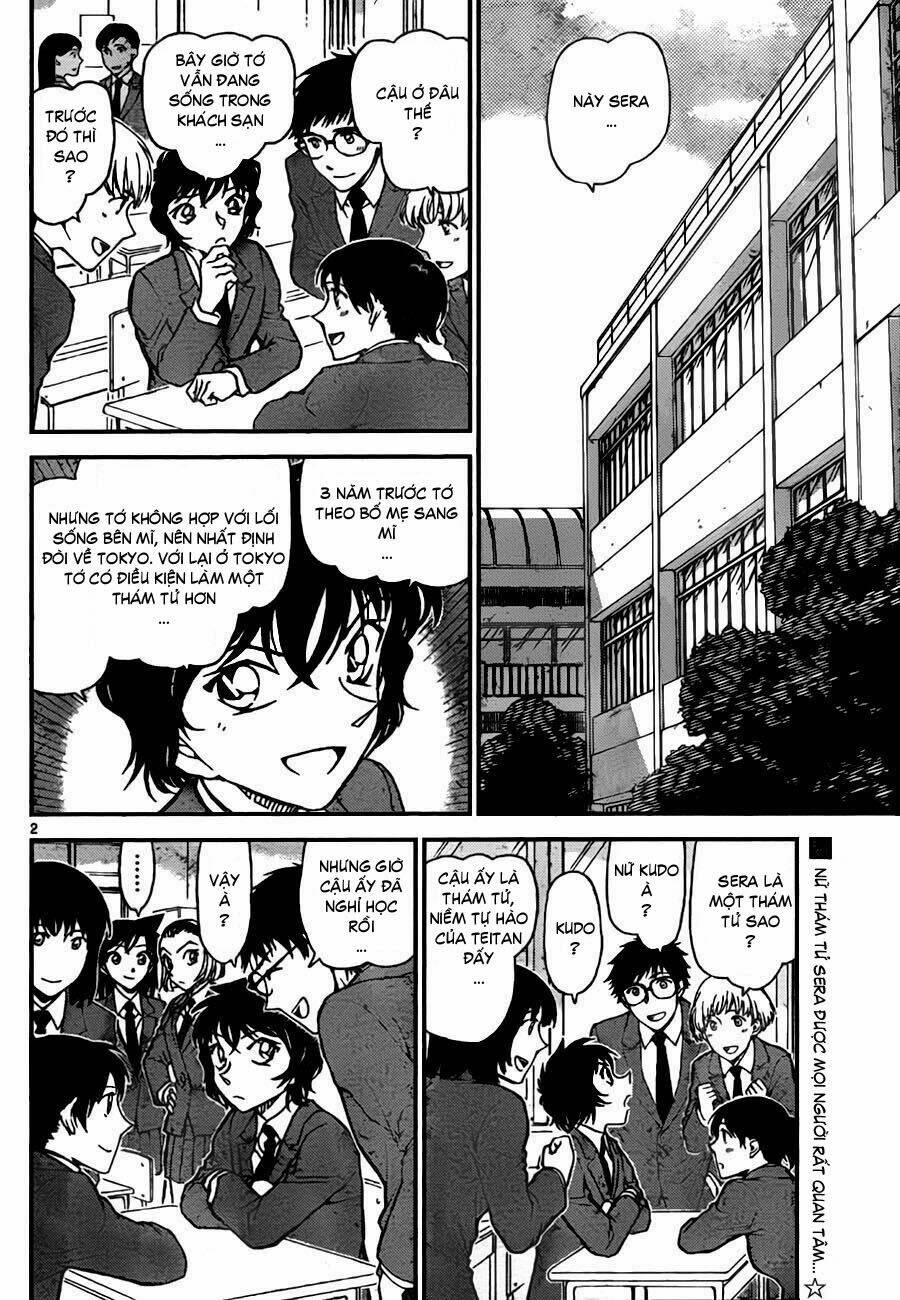 NÀY SERA
...
CẬU Ở ĐÂU
THẾ
?
BÂY GIỜ TỚ
VẪN ĐANG
SỐNG TRONG
KHÁCH SẠN
...
TRƯỚC
ĐÓ THÌ
SAO
?
3 NĂM TRƯỚC TỚ
THEO BỐ MẸ SANG
MĨ
...
NHƯNG TỚ KHÔNG HỢP VỚI LỐI
SỐNG BÊN MĨ, NÊN NHẤT ĐỊNH
ĐÒI VỀ TOKYO. VỚI LẠI Ở TOKYO
TỚ CÓ ĐIỀU KIỆN LÀM MỘT
THÁM TỬ HƠN
...
2
NỮ THÁM TỬ SERA ĐƯỢC MỌI NGƯỜI RẤT QUAN TÂM...☆
SERA LÀ
MỘT THÁM
TỬ SAO
?
NỮ KUDO
À
?
KUDO
?
CẬU ẤY LÀ
THÁM TỬ,
NIỀM TỰ HÀO
CỦA TEITAN
ĐẤY
...
NHƯNG GIỜ
CẬU ẤY ĐÃ
NGHỈ HỌC
RỒI
VẬY
À
?
......